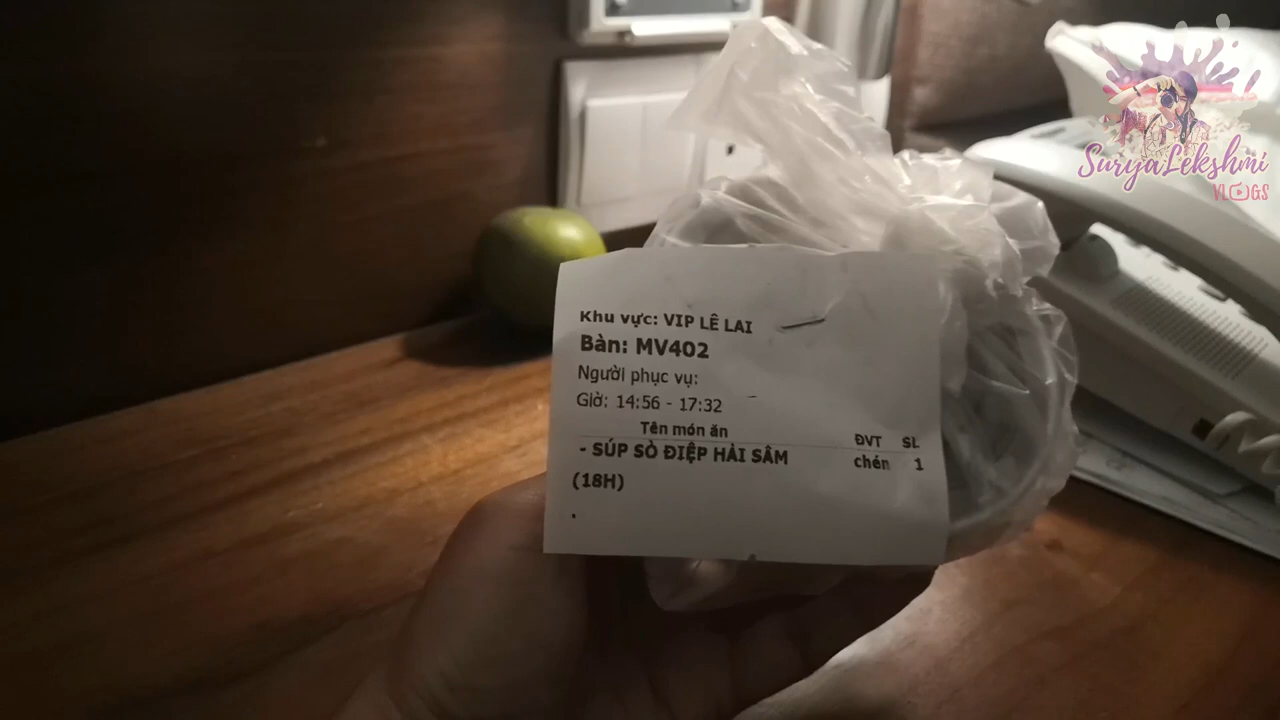 SuryaLekshmi
VLOGS
Khu vực: VIP LÊ LAI
Bàn: MV402
Người phục vụ:
Giờ: 14:56 - 17:32
Tên món ăn ĐVT SL
- SÚP SÒ ĐIỆP HẢI SÂM chén 1
(18H)
.